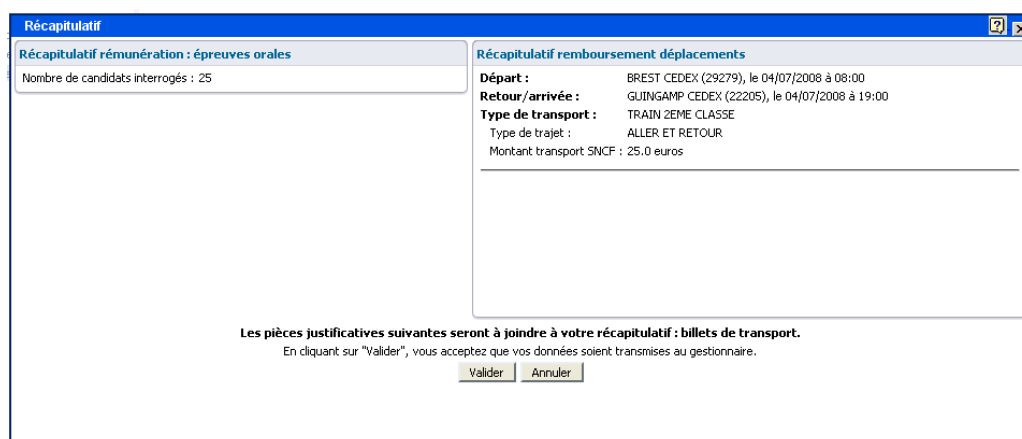 Récapitulatif
Récapitulatif rémunération : épreuves orales
Nombre de candidats interrogés : 25
Récapitulatif remboursement déplacements
Départ : BREST CEDEX (29279), le 04/07/2008 à 08:00
Retour/arrivée : GUINGAMP CEDEX (22205), le 04/07/2008 à 19:00
Type de transport : TRAIN 2EME CLASSE
Type de trajet : ALLER ET RETOUR
Montant transport SNCF : 25.0 euros
Les pièces justificatives suivantes seront à joindre à votre récapitulatif : billets de transport.
En cliquant sur "Valider", vous acceptez que vos données soient transmises au gestionnaire.
Valider Annuler